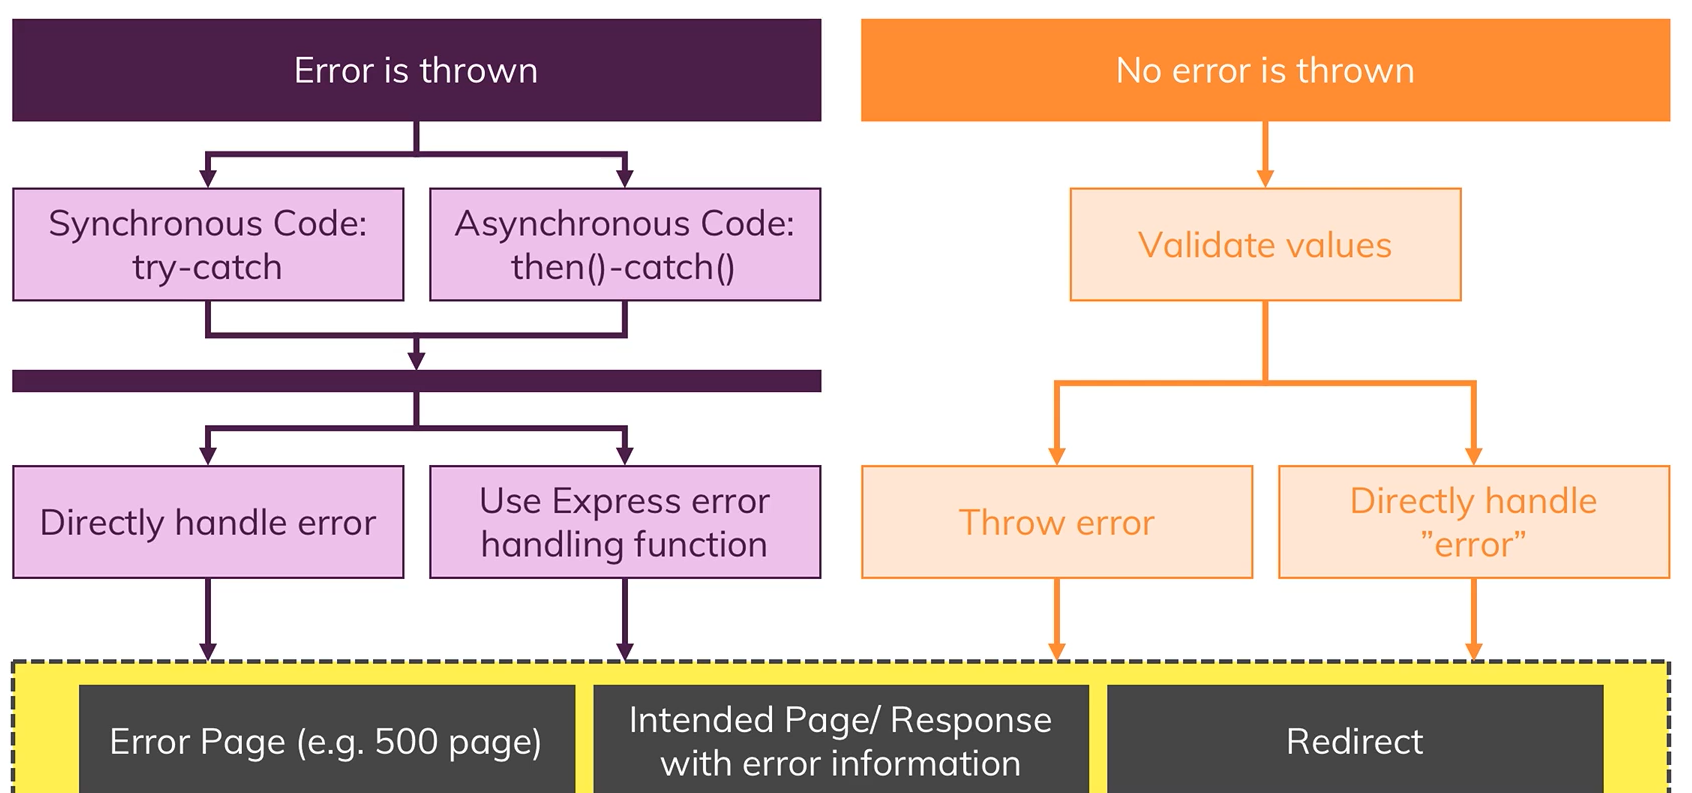 Error is thrown
No error is thrown
Synchronous Code:
try-catch
Asynchronous Code:
then()-catch()
Validate values
Directly handle error
Use Express error
handling function
Throw error
Directly handle
”error”
Error Page (e.g. 500 page)
Intended Page/ Response
with error information
Redirect